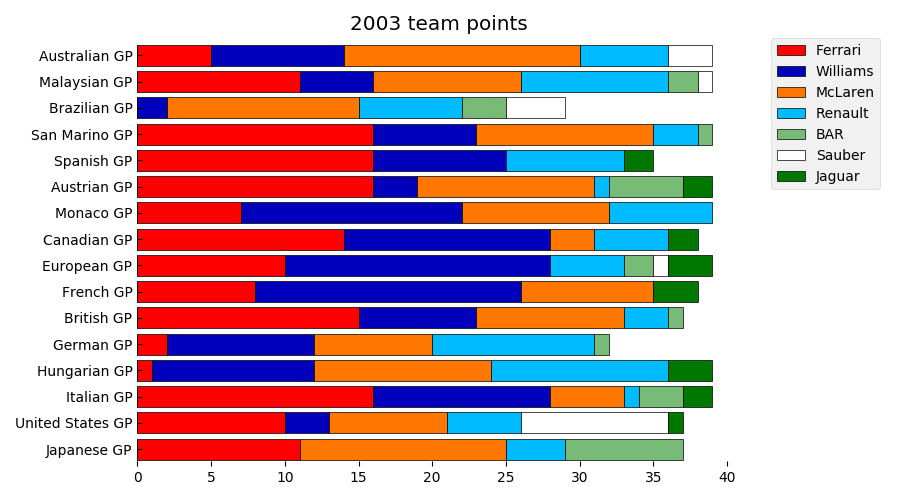 2003 team points
Australian GP
Malaysian GP
Brazilian GP
San Marino GP
Spanish GP
Austrian GP
Monaco GP
Canadian GP
European GP
French GP
British GP
German GP
Hungarian GP
Italian GP
United States GP
Japanese GP
0 5 10 15 20 25 30 35 40
Ferrari
Williams
McLaren
Renault
BAR
Sauber
Jaguar